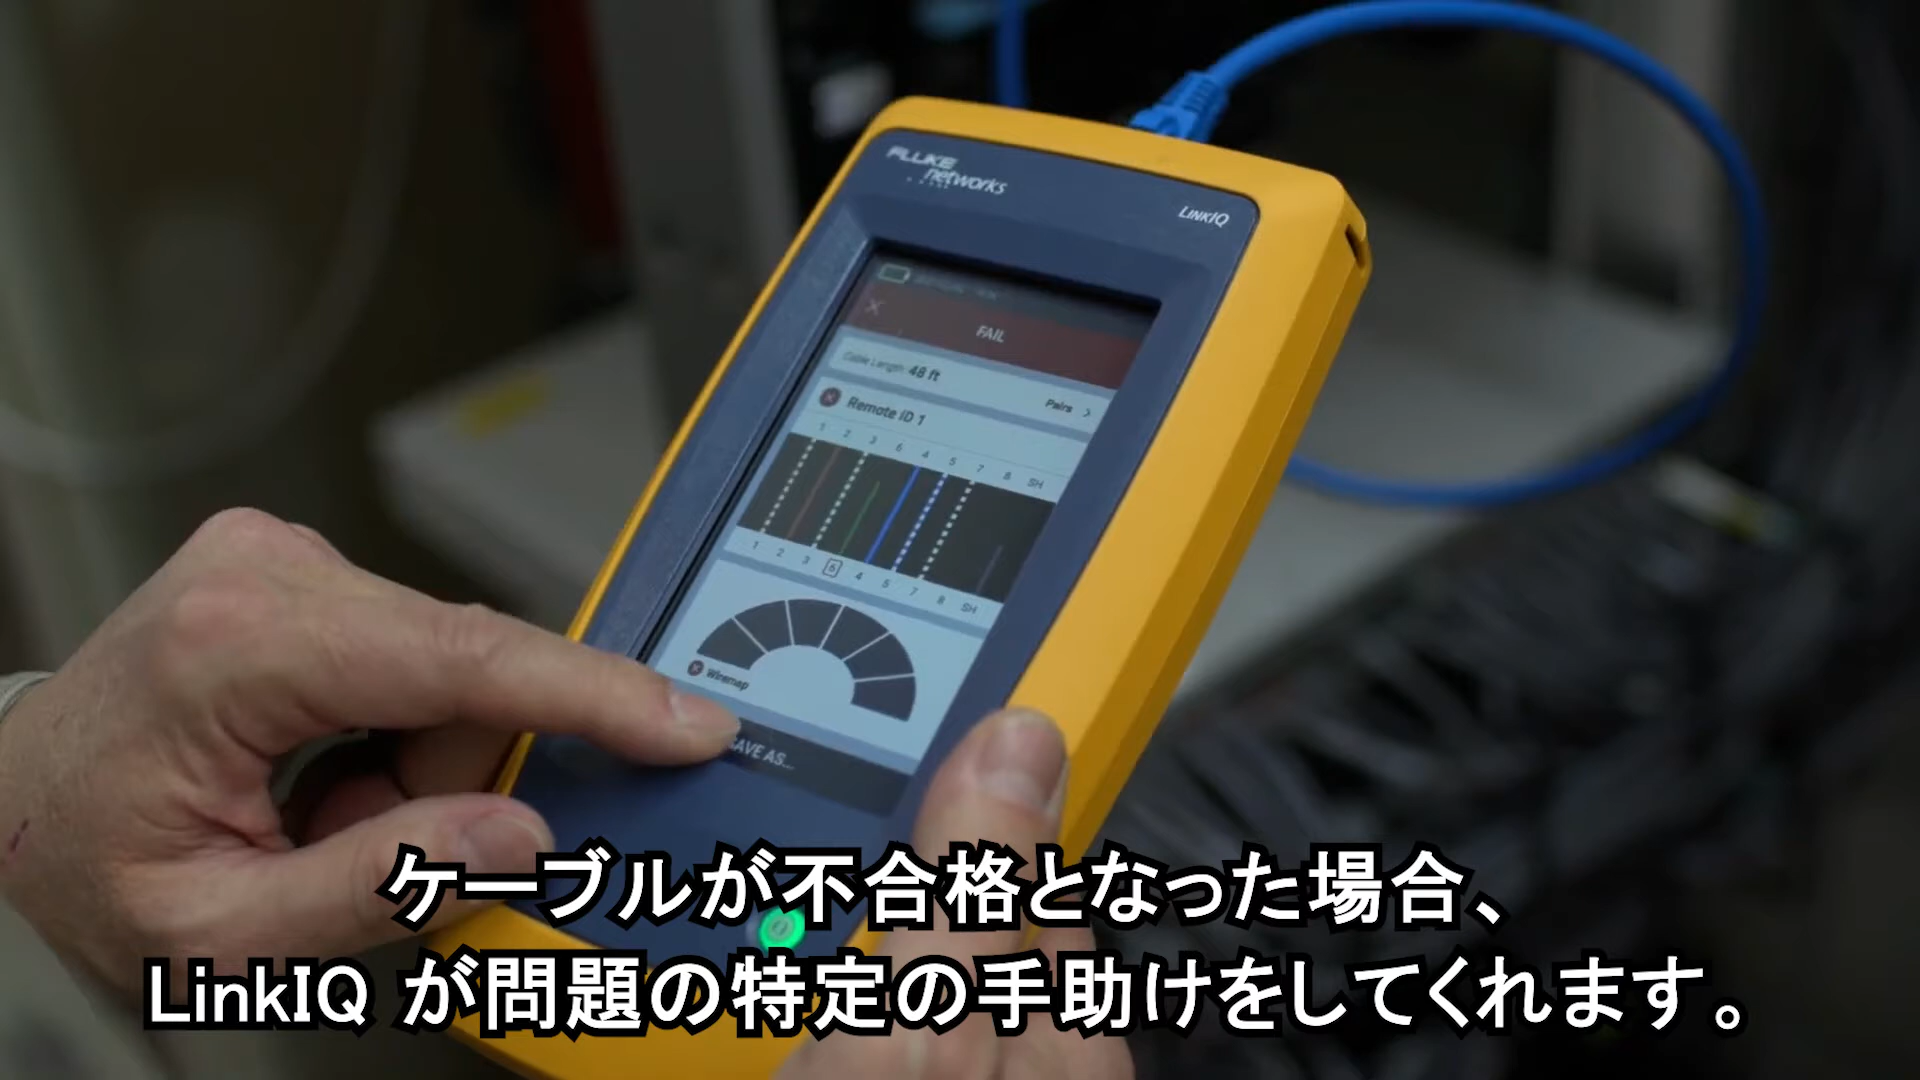 FLUKE
networks
LINKIQ
FAIL
Cable Length: 48 ft
Pairs >
Remote ID 1
1 2 3 6 4 5 7 8 SH
1 2 3 6 4 5 7 8 SH
Wiremap
SAVE AS...
ケーブルが不合格となった場合、
LinkIQ が問題の特定の手助けをしてくれます。